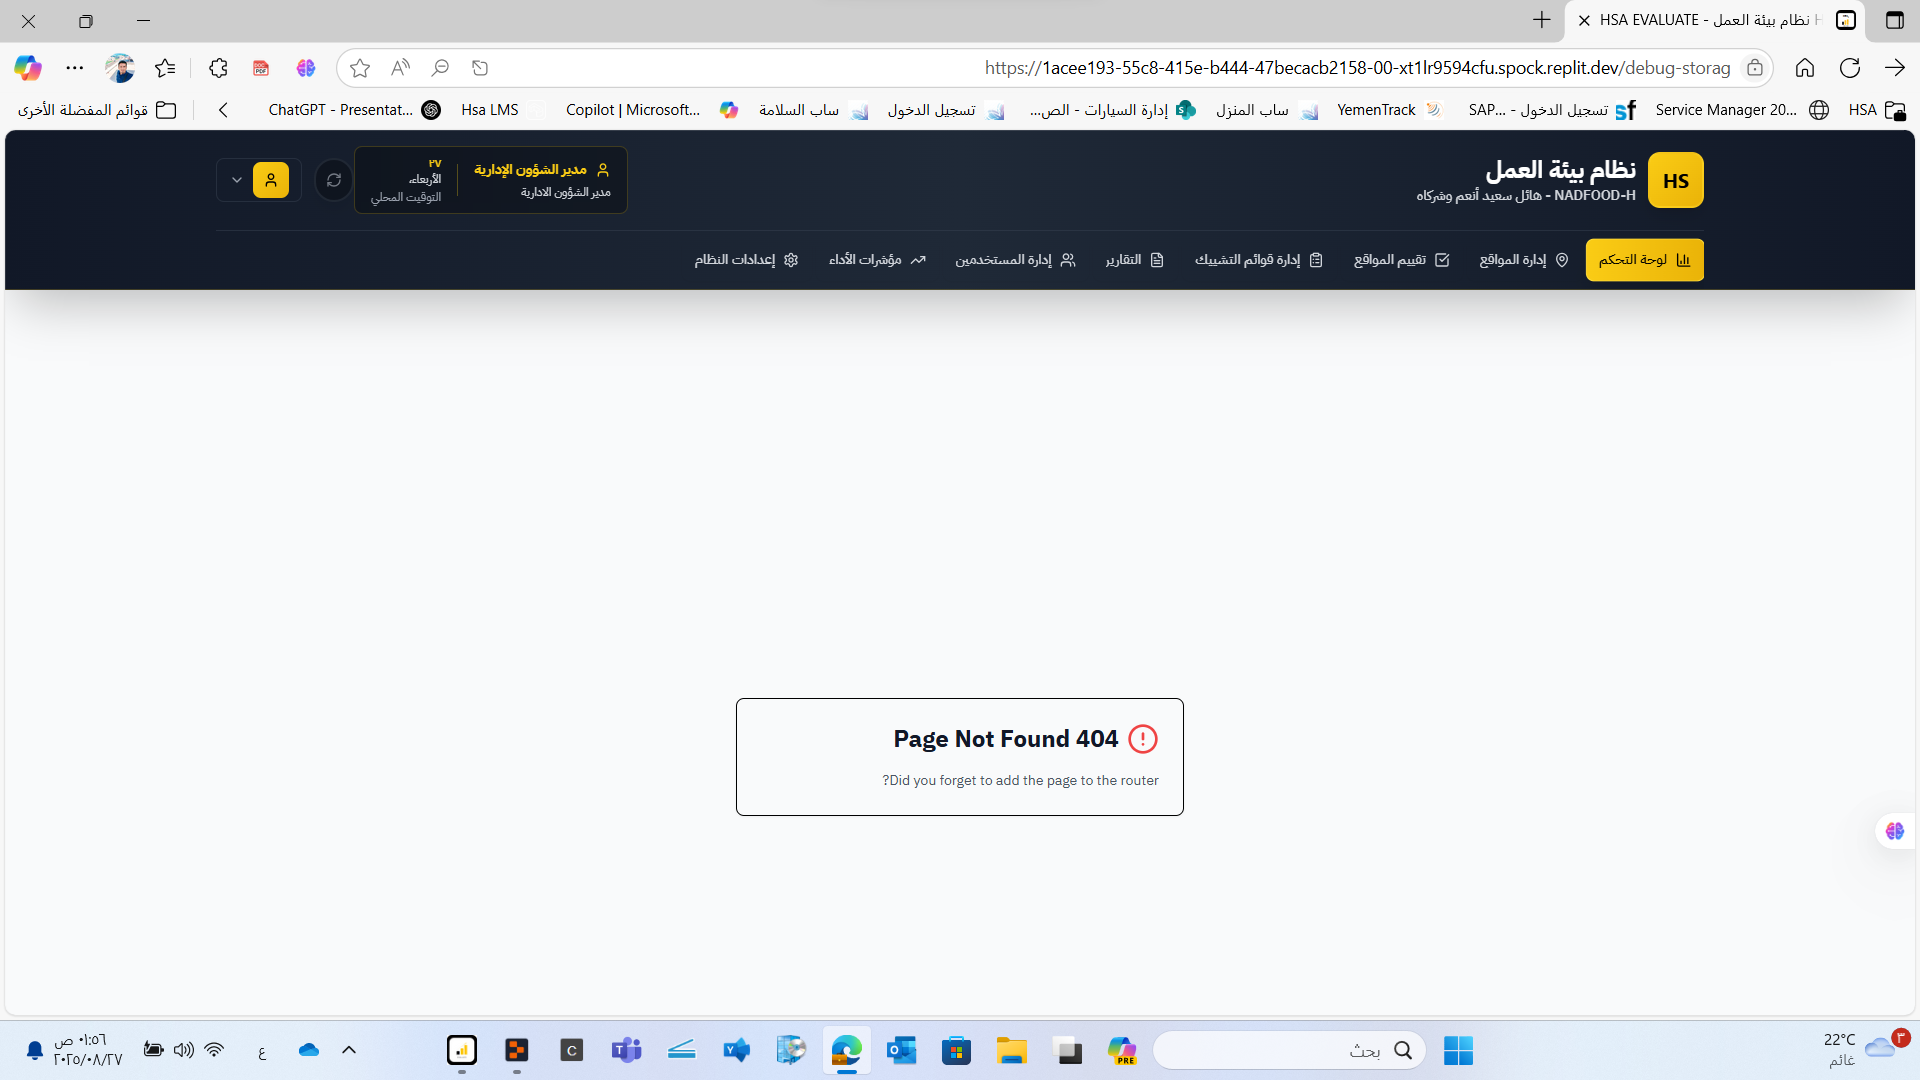 HSA EVALUATE - نظام بيئة العمل H
https://1acee193-55c8-415e-b444-47becacb2158-00-xt1lr9594cfu.spock.replit.dev/debug-storag
HSA
Service Manager 20...
تسجيل الدخول - SAP...
YemenTrack
ساب المنزل
إدارة السيارات - الص...
تسجيل الدخول
ساب السلامة
Copilot | Microsoft...
Hsa LMS
ChatGPT - Presentat...
قوائم المفضلة الأخرى
HS
نظام بيئة العمل
NADFOOD-H - هائل سعيد أنعم وشركاه
مدير الشؤون الإدارية
مدير الشؤون الادارية
٢٧
الأربعاء،
التوقيت المحلي
لوحة التحكم
إدارة المواقع
تقييم المواقع
إدارة قوائم التشييك
التقارير
إدارة المستخدمين
مؤشرات الأداء
إعدادات النظام
Page Not Found 404
?Did you forget to add the page to the router
٣
22°C
غائم
بحث
PRE
C
ع
٠١:٥٦ ص
٢٠٢٥/٠٨/٢٧